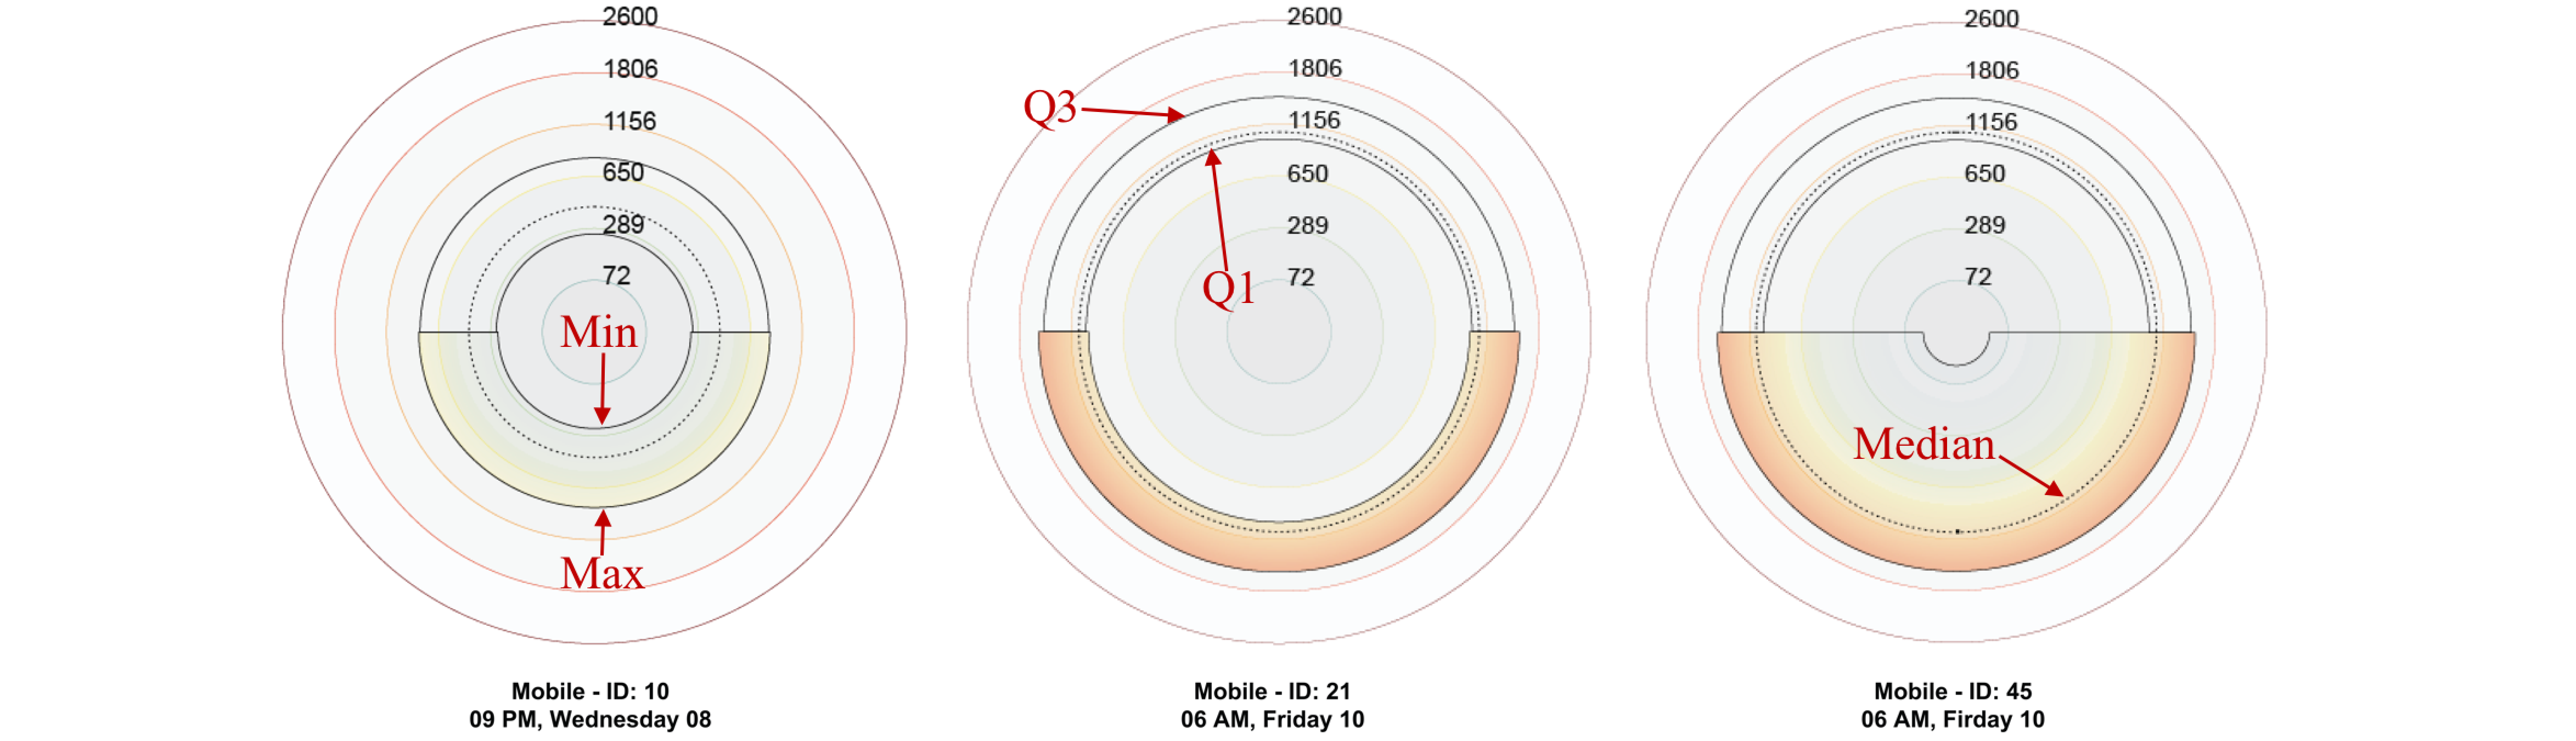 2600
1806
1156
650
289
72
Min
Max
Mobile - ID: 10
09 PM, Wednesday 08
2600
1806
Q3
1156
650
289
72
Q1
Mobile - ID: 21
06 AM, Friday 10
2600
1806
1156
650
289
72
Median
Mobile - ID: 45
06 AM, Firday 10